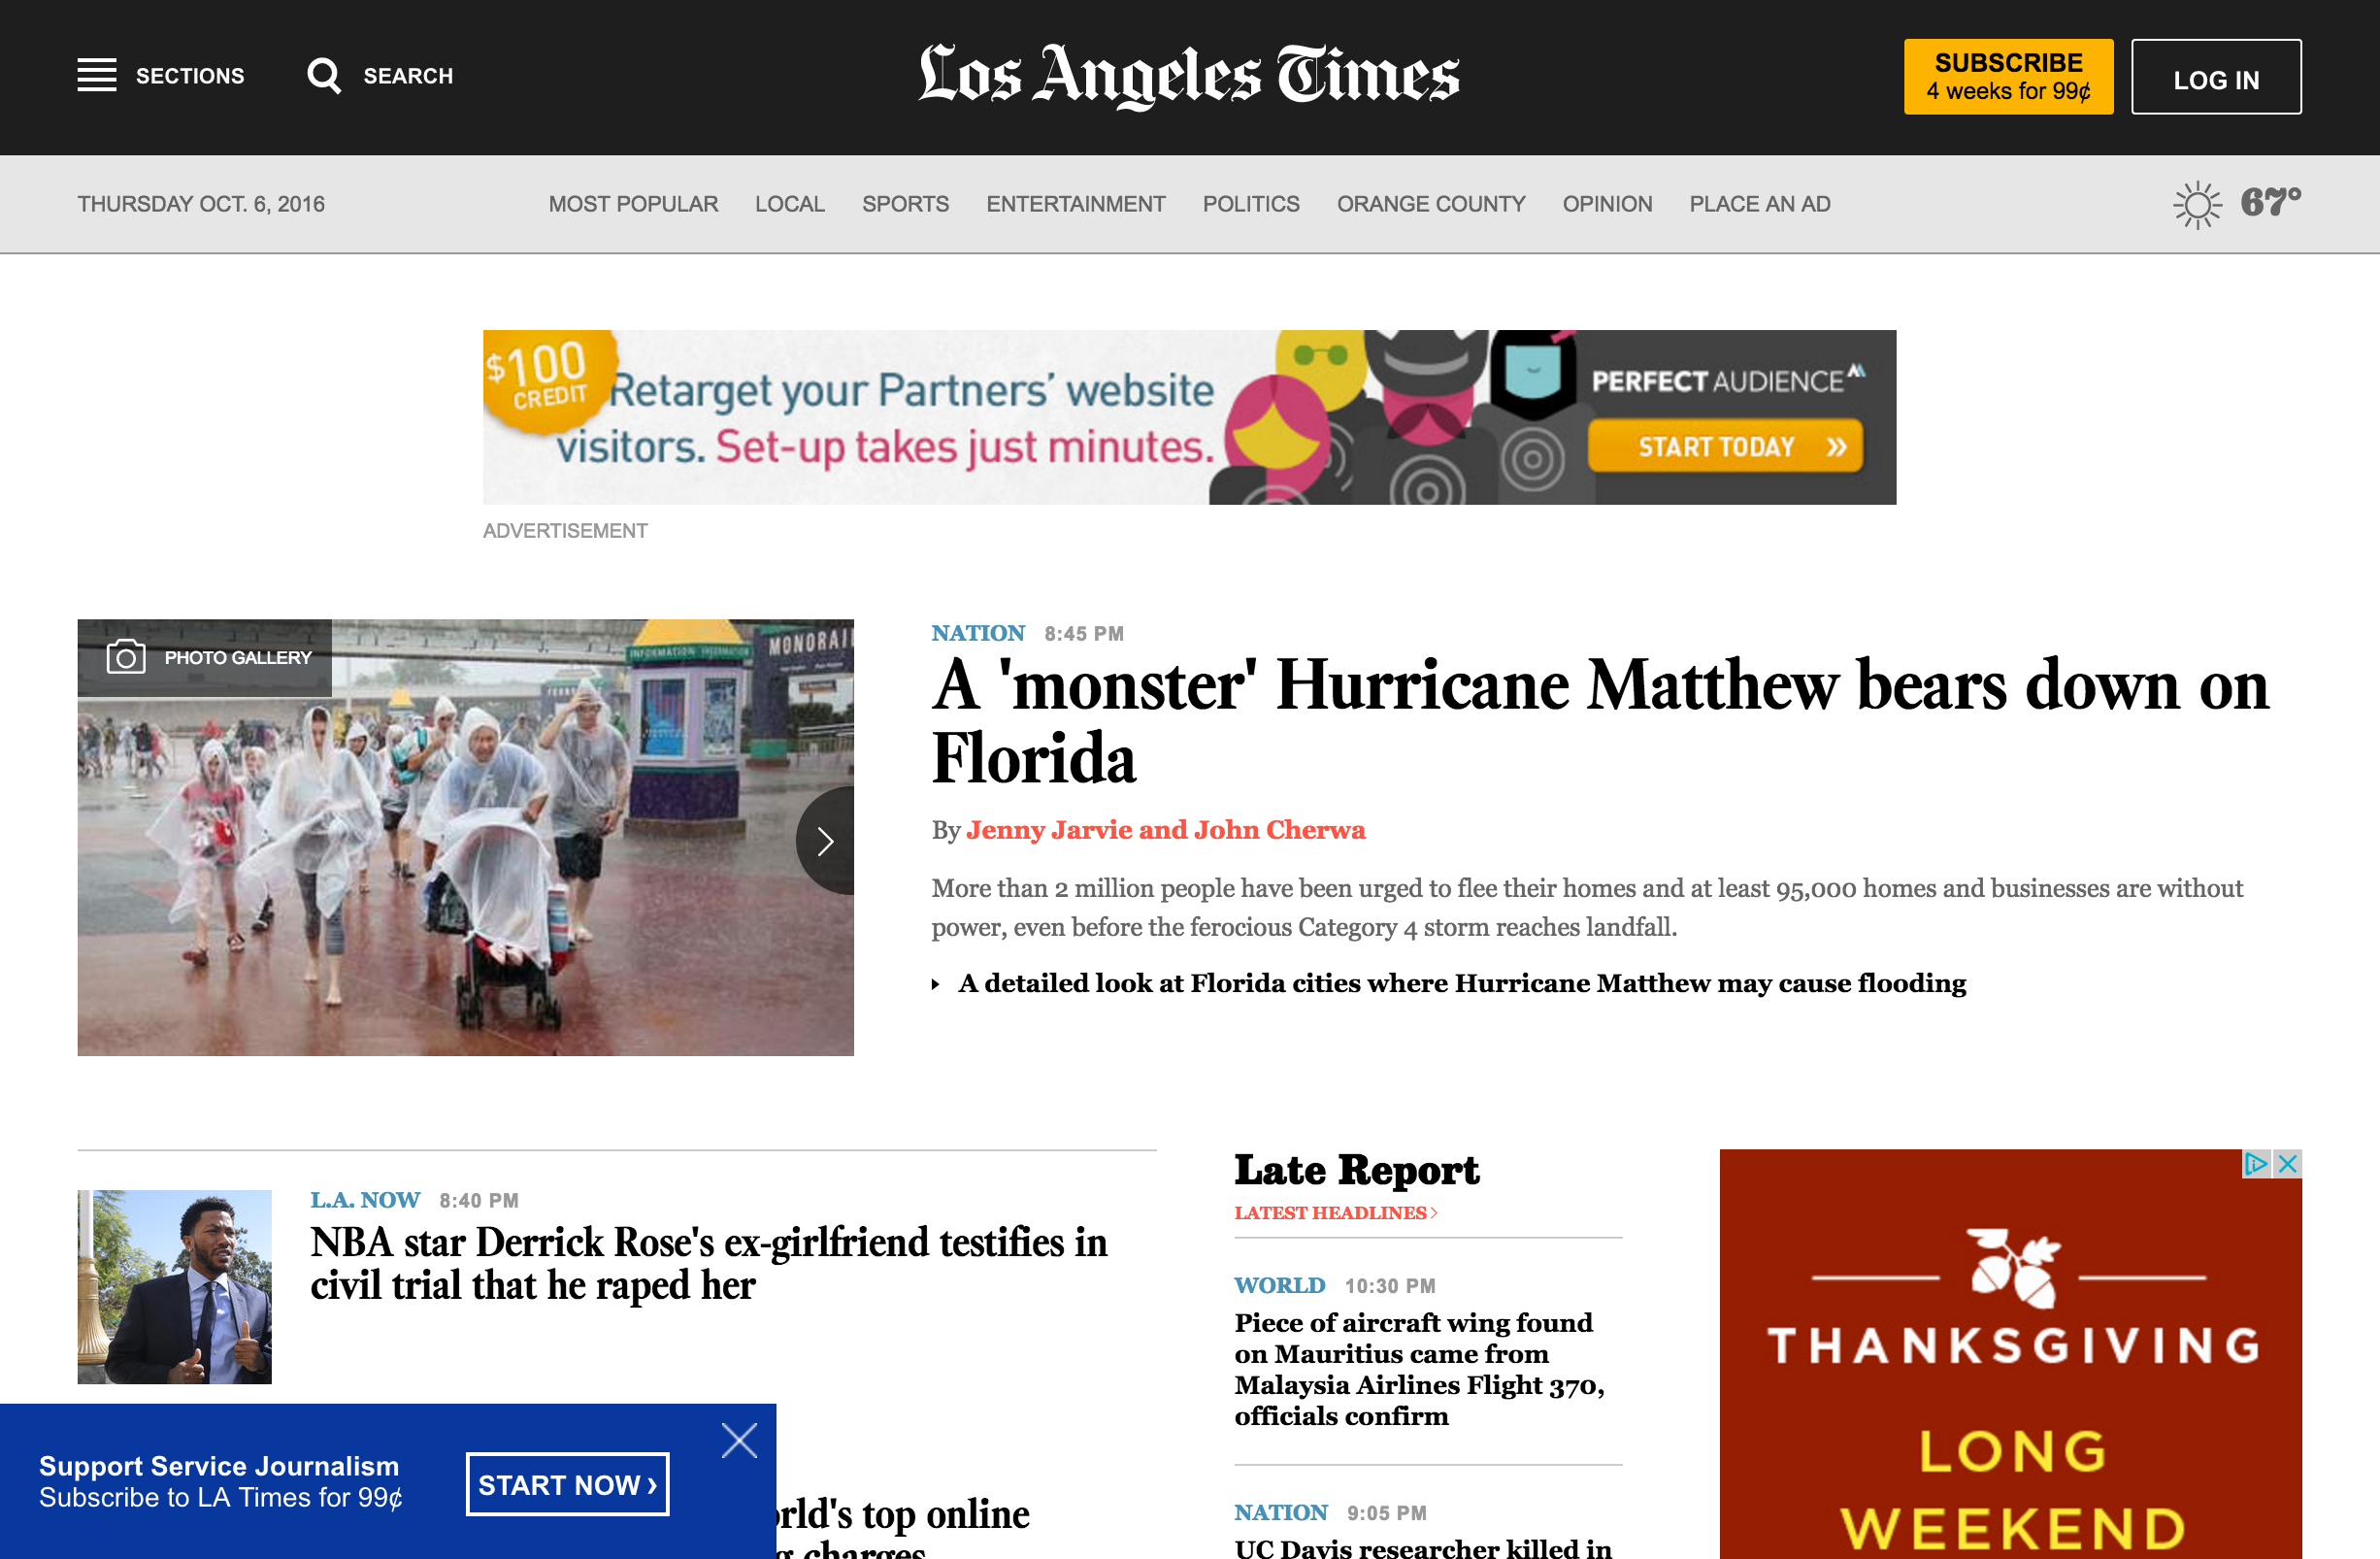 SECTIONS
SEARCH
Los Angeles Times
SUBSCRIBE
4 weeks for 99¢
LOG IN
THURSDAY OCT. 6, 2016
MOST POPULAR
LOCAL
SPORTS
ENTERTAINMENT
POLITICS
ORANGE COUNTY
OPINION
PLACE AN AD
67°
$100
CREDIT
Retarget your Partners' website
visitors. Set-up takes just minutes.
PERFECT AUDIENCE
START TODAY »
ADVERTISEMENT
PHOTO GALLERY
INFORMATION
MONORAI
NATION 8:45 PM
A 'monster' Hurricane Matthew bears down on
Florida
By Jenny Jarvie and John Cherwa
More than 2 million people have been urged to flee their homes and at least 95,000 homes and businesses are without
power, even before the ferocious Category 4 storm reaches landfall.
A detailed look at Florida cities where Hurricane Matthew may cause flooding
L.A. NOW 8:40 PM
NBA star Derrick Rose's ex-girlfriend testifies in
civil trial that he raped her
rld's top online
g charges
Support Service Journalism
Subscribe to LA Times for 99¢
START NOW ›
Late Report
LATEST HEADLINES ›
WORLD 10:30 PM
Piece of aircraft wing found
on Mauritius came from
Malaysia Airlines Flight 370,
officials confirm
NATION 9:05 PM
UC Davis researcher killed in
THANKSGIVING
LONG
WEEKEND